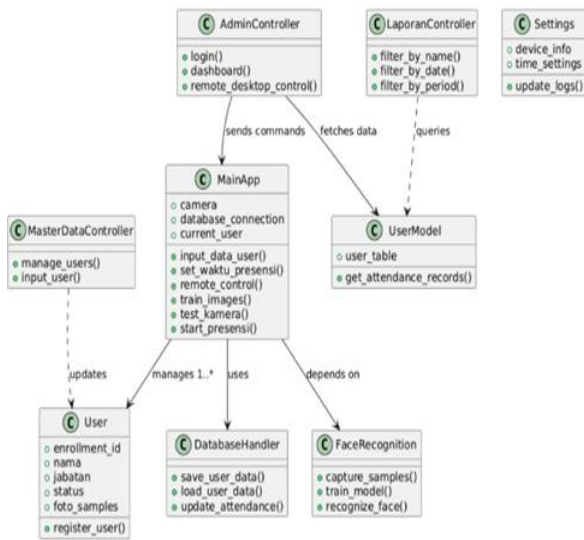 C AdminController
login()
dashboard()
remote_desktop_control()
C LaporanController
filter_by_name()
filter_by_date()
filter_by_period()
C Settings
device_info
time_settings
update_logs()
sends commands
fetches data
queries
C MasterDataController
manage_users()
input_user()
C MainApp
camera
database_connection
current_user
input_data_user()
set_waktu_presensi()
remote_control()
train_images()
test_kamera()
start_presensi()
C UserModel
user_table
get_attendance_records()
updates
manages 1..*
uses
depends on
C User
enrollment_id
nama
jabatan
status
foto_samples
register_user()
C DatabaseHandler
save_user_data()
load_user_data()
update_attendance()
C FaceRecognition
capture_samples()
train_model()
recognize_face()